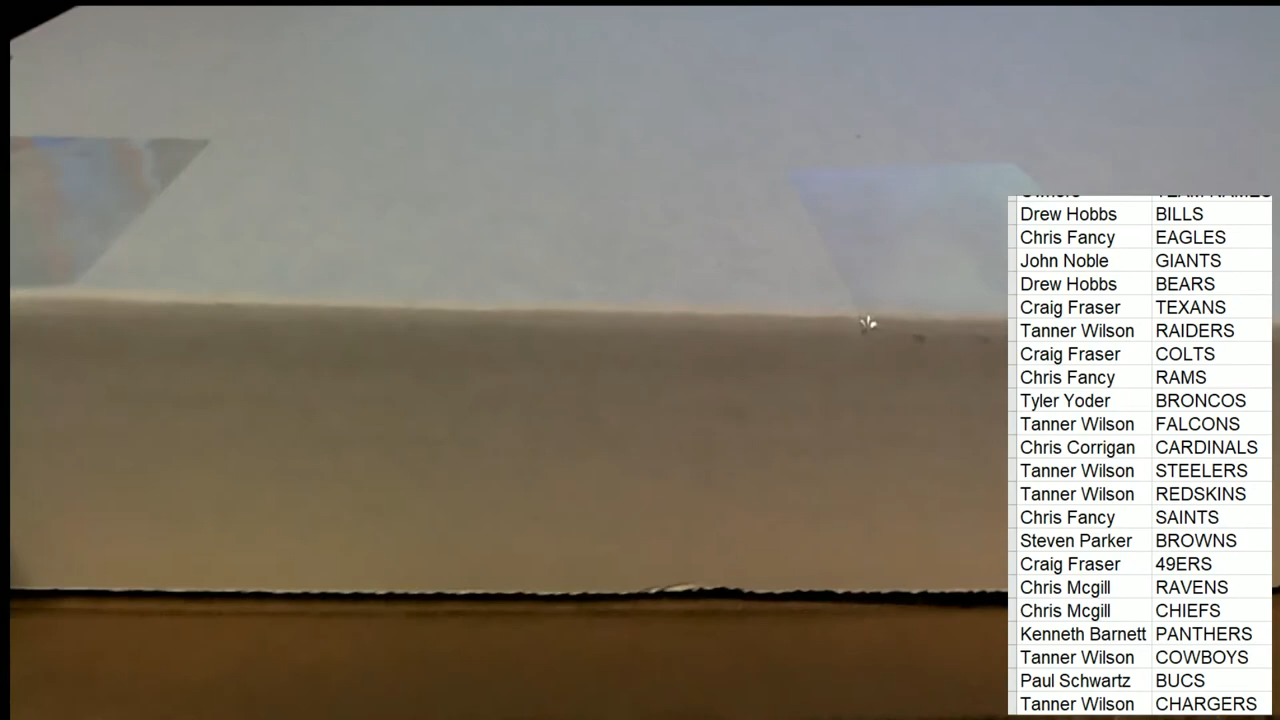 Drew Hobbs BILLS
Chris Fancy EAGLES
John Noble GIANTS
Drew Hobbs BEARS
Craig Fraser TEXANS
Tanner Wilson RAIDERS
Craig Fraser COLTS
Chris Fancy RAMS
Tyler Yoder BRONCOS
Tanner Wilson FALCONS
Chris Corrigan CARDINALS
Tanner Wilson STEELERS
Tanner Wilson REDSKINS
Chris Fancy SAINTS
Steven Parker BROWNS
Craig Fraser 49ERS
Chris Mcgill RAVENS
Chris Mcgill CHIEFS
Kenneth Barnett PANTHERS
Tanner Wilson COWBOYS
Paul Schwartz BUCS
Tanner Wilson CHARGERS